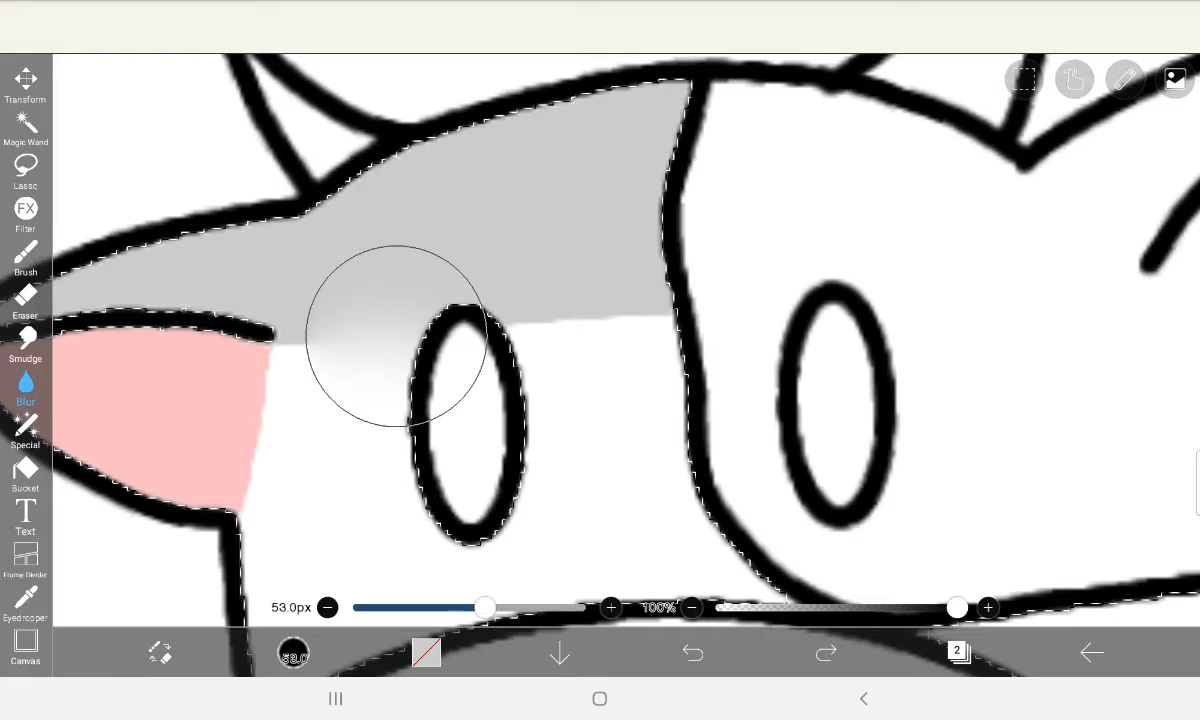 Transform
Magic Wand
Lasso
FX
Filter
Brush
Eraser
Smudge
Blur
Special
Bucket
T
Text
Frame Divider
Eyedropper
Canvas
53.0px
100%
53.0
2